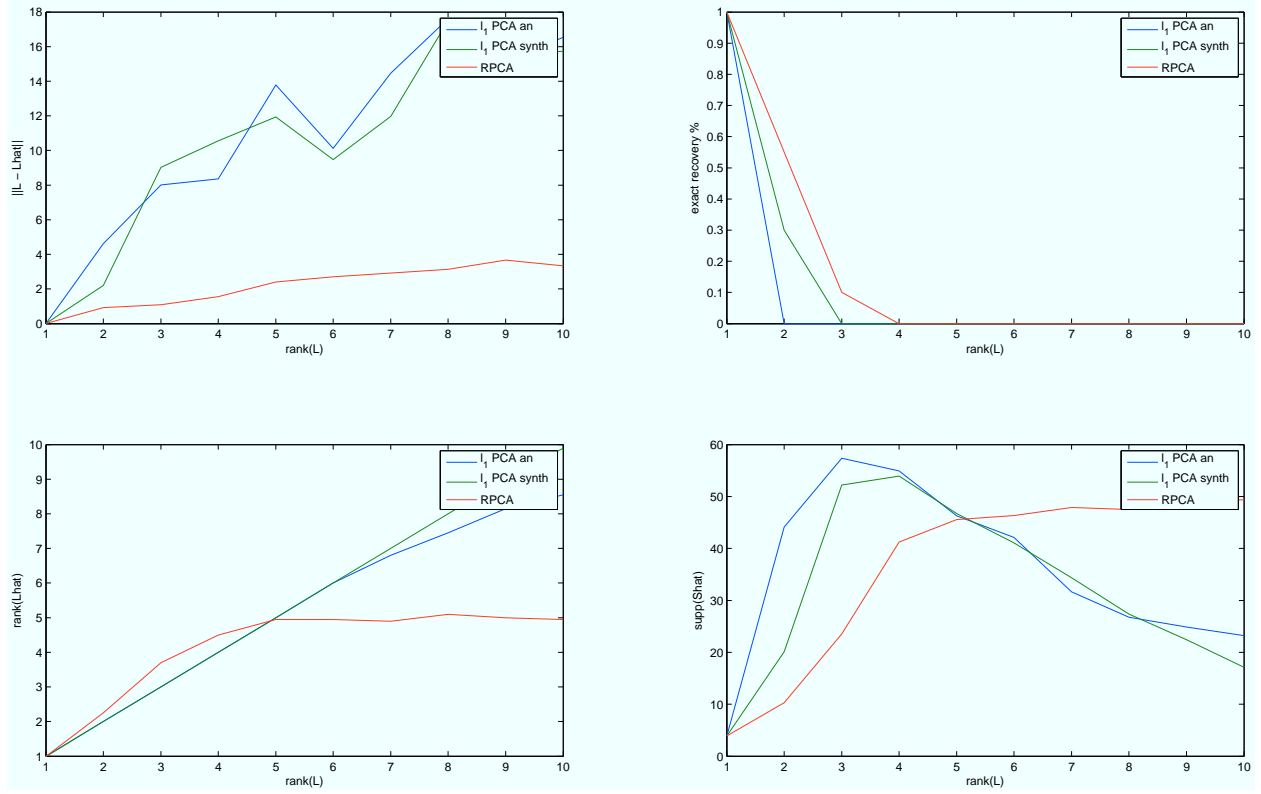 18
16
14
12
10
8
6
4
2
0
||L − Lhat||
1 2 3 4 5 6 7 8 9 10
rank(L)
l1 PCA an
l1 PCA synth
RPCA
1
0.9
0.8
0.7
0.6
0.5
0.4
0.3
0.2
0.1
0
exact recovery %
1 2 3 4 5 6 7 8 9 10
rank(L)
l1 PCA an
l1 PCA synth
RPCA
10
9
8
7
6
5
4
3
2
1
rank(Lhat)
1 2 3 4 5 6 7 8 9 10
rank(L)
l1 PCA an
l1 PCA synth
RPCA
60
50
40
30
20
10
0
supp(Shat)
1 2 3 4 5 6 7 8 9 10
rank(L)
l1 PCA an
l1 PCA synth
RPCA